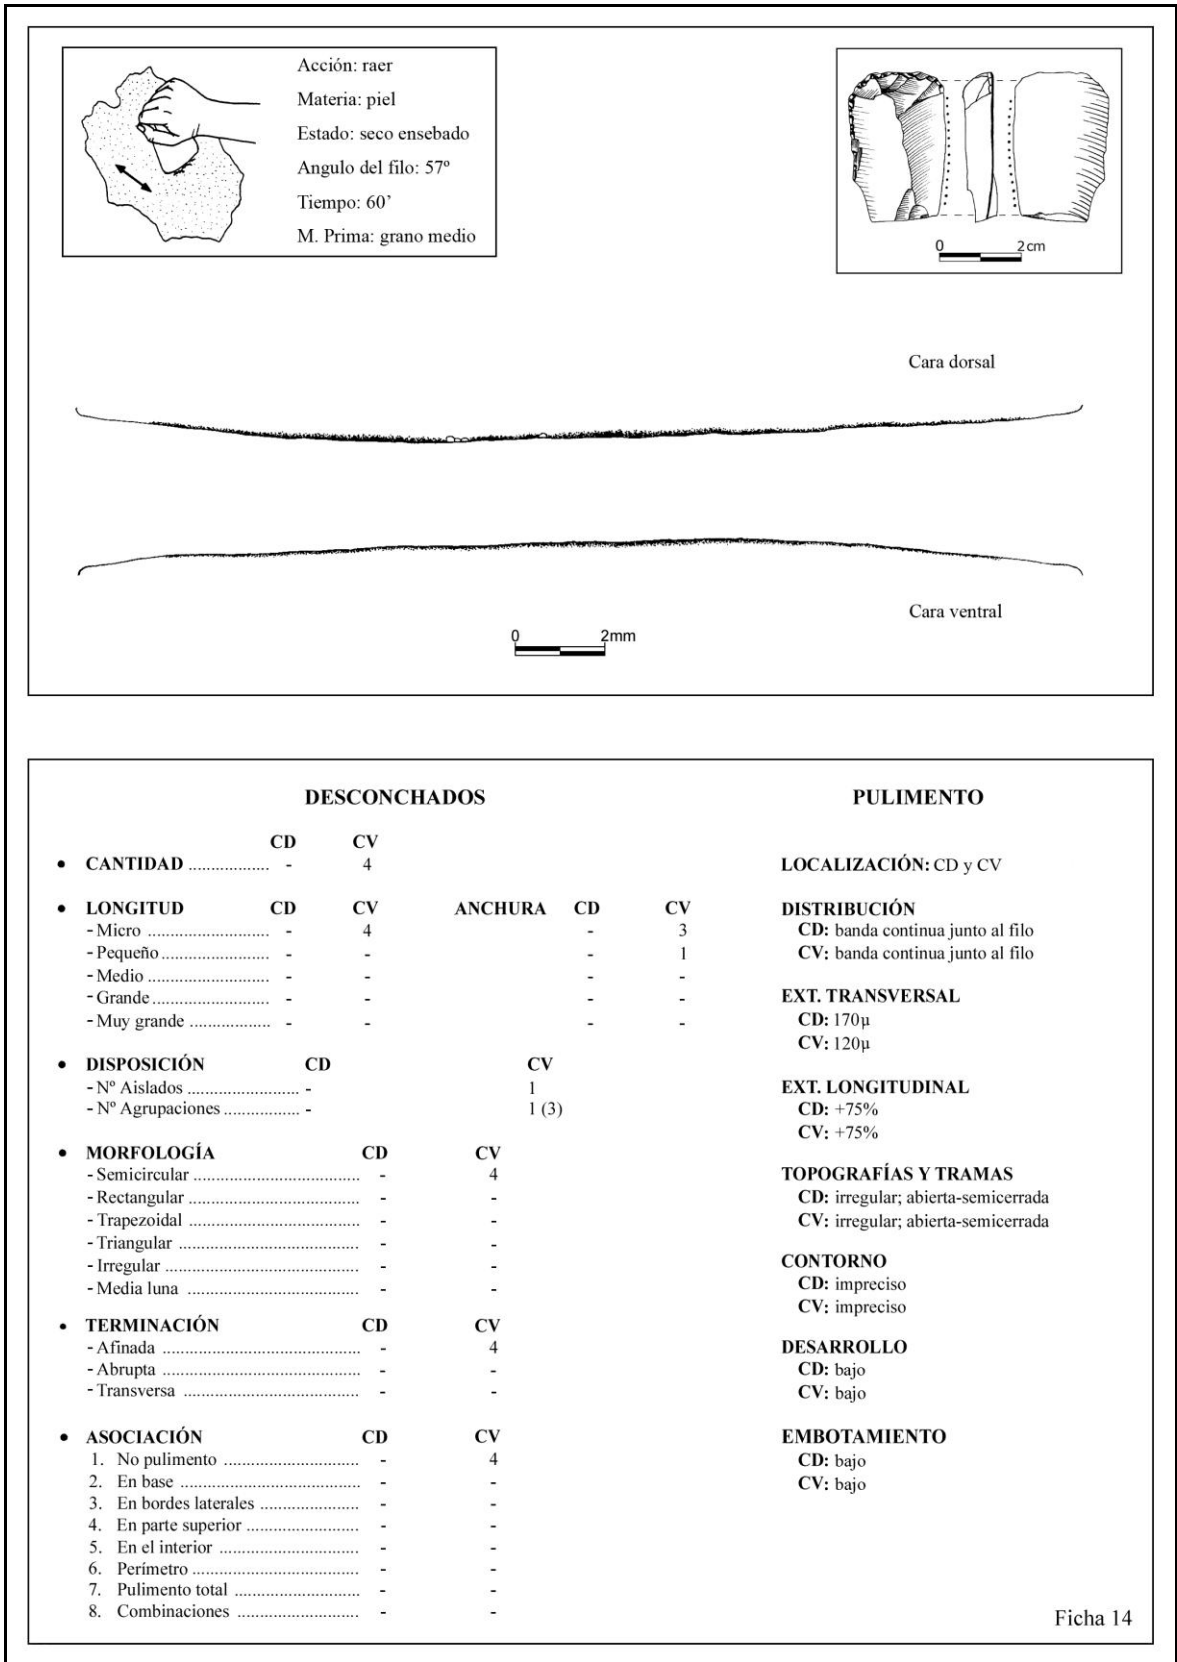 Acción: raer
Materia: piel
Estado: seco ensebado
Angulo del filo: 57º
Tiempo: 60’
M. Prima: grano medio
0 2cm
Cara dorsal
Cara ventral
0 2mm
DESCONCHADOS
CD CV
• CANTIDAD .................. - 4
• LONGITUD CD CV ANCHURA CD CV
- Micro ........................... - 4 - 3
- Pequeño ........................ - - - 1
- Medio ........................... - - - -
- Grande .......................... - - - -
- Muy grande .................. - - - -
• DISPOSICIÓN CD CV
- Nº Aislados ......................... - 1
- Nº Agrupaciones ................. - 1 (3)
• MORFOLOGÍA CD CV
- Semicircular ..................................... - 4
- Rectangular ...................................... - -
- Trapezoidal ...................................... - -
- Triangular ........................................ - -
- Irregular ........................................... - -
- Media luna ...................................... - -
• TERMINACIÓN CD CV
- Afinada ............................................ - 4
- Abrupta ............................................ - -
- Transversa ....................................... - -
• ASOCIACIÓN CD CV
1. No pulimento .............................. - 4
2. En base ........................................ - -
3. En bordes laterales ...................... - -
4. En parte superior ......................... - -
5. En el interior ............................... - -
6. Perímetro ..................................... - -
7. Pulimento total ............................ - -
8. Combinaciones ........................... - -
PULIMENTO
LOCALIZACIÓN: CD y CV
DISTRIBUCIÓN
CD: banda continua junto al filo
CV: banda continua junto al filo
EXT. TRANSVERSAL
CD: 170µ
CV: 120µ
EXT. LONGITUDINAL
CD: +75%
CV: +75%
TOPOGRAFÍAS Y TRAMAS
CD: irregular; abierta-semicerrada
CV: irregular; abierta-semicerrada
CONTORNO
CD: impreciso
CV: impreciso
DESARROLLO
CD: bajo
CV: bajo
EMBOTAMIENTO
CD: bajo
CV: bajo
Ficha 14